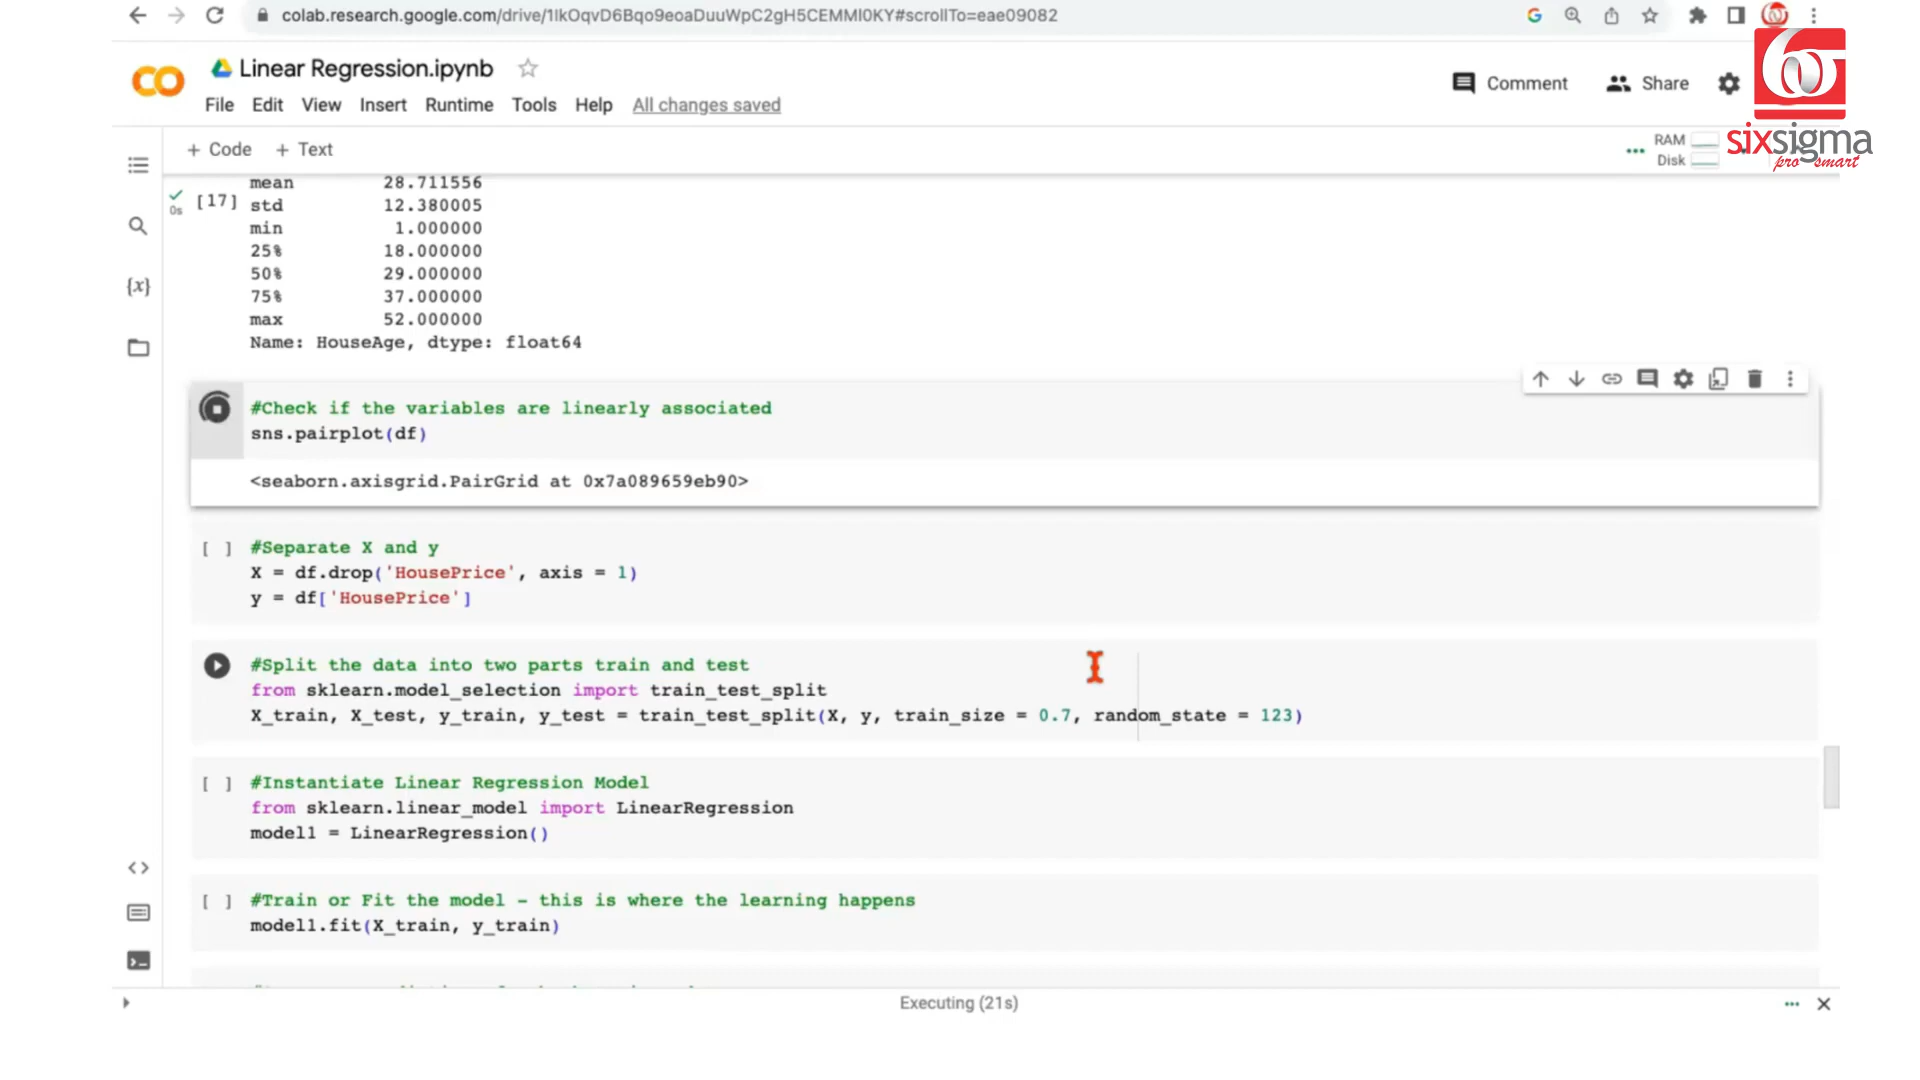 colab.research.google.com/drive/1lkOqvD6Bqo9eoaDuuWpC2gH5CEMMl0KY#scrollTo=eae09082
Linear Regression.ipynb
Comment
Share
File Edit View Insert Runtime Tools Help All changes saved
sixsigma
pro smart
+ Code + Text
RAM
Disk
mean 28.711556
0s
[17]
std 12.380005
min 1.000000
25% 18.000000
50% 29.000000
75% 37.000000
max 52.000000
Name: HouseAge, dtype: float64
{x}
#Check if the variables are linearly associated
sns.pairplot(df)
<seaborn.axisgrid.PairGrid at 0x7a089659eb90>
[ ] #Separate X and y
X = df.drop('HousePrice', axis = 1)
y = df['HousePrice']
#Split the data into two parts train and test
from sklearn.model_selection import train_test_split
X_train, X_test, y_train, y_test = train_test_split(X, y, train_size = 0.7, random_state = 123)
[ ] #Instantiate Linear Regression Model
from sklearn.linear_model import LinearRegression
model1 = LinearRegression()
[ ] #Train or Fit the model - this is where the learning happens
model1.fit(X_train, y_train)
Executing (21s)